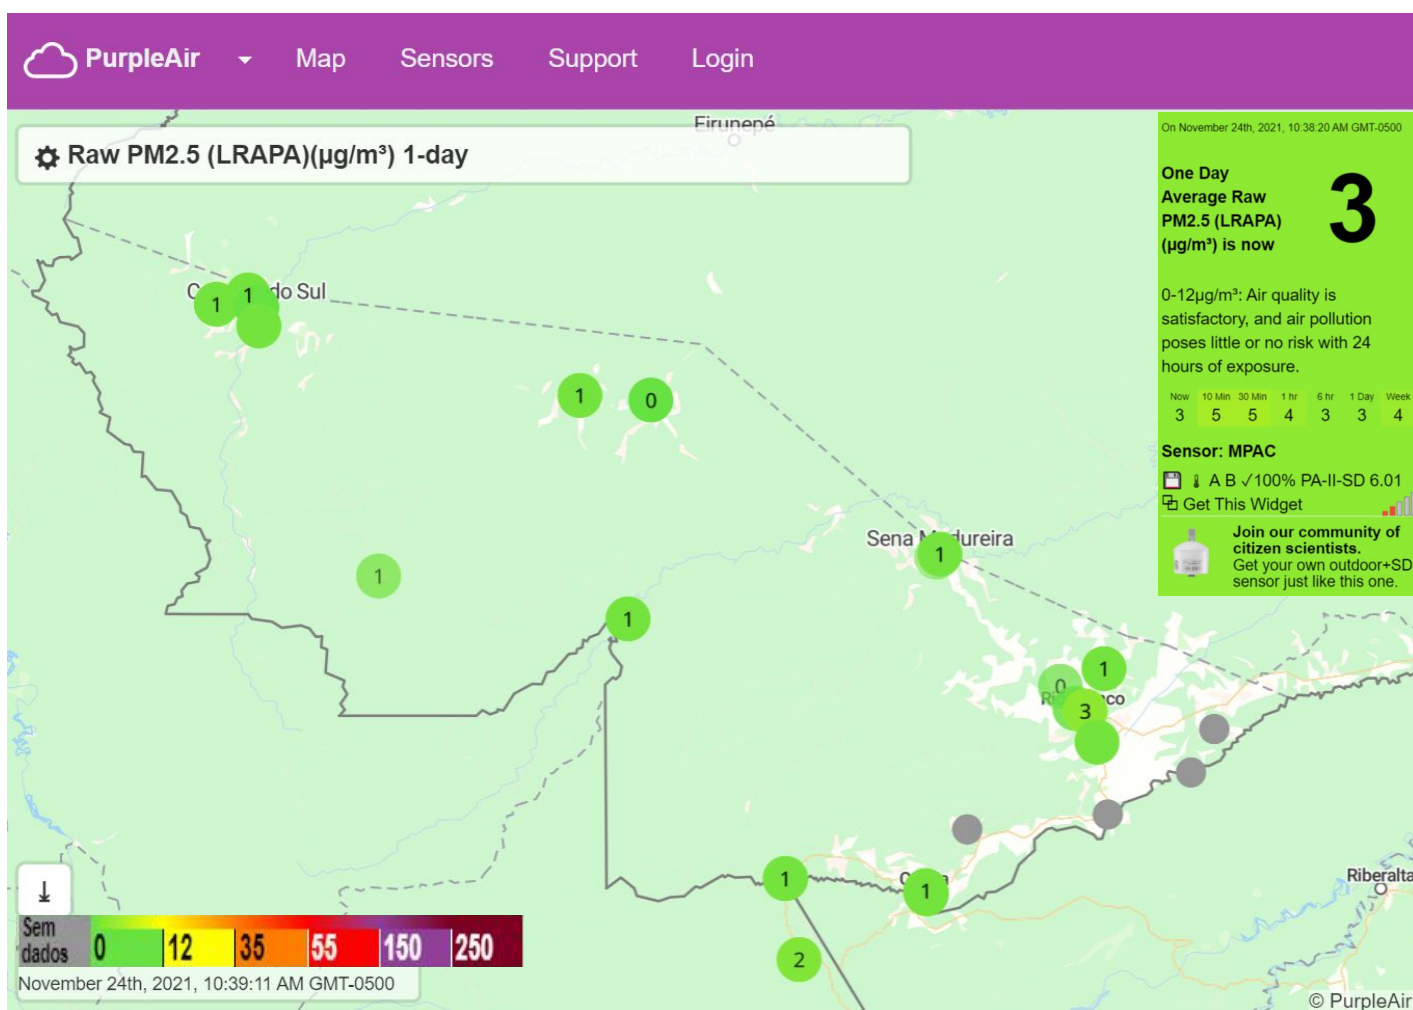 PurpleAir
Map
Sensors
Support
Login
Eirunepé
Raw PM2.5 (LRAPA)(µg/m³) 1-day
On November 24th, 2021, 10:38:20 AM GMT-0500
One Day
Average Raw
PM2.5 (LRAPA)
(µg/m³) is now
3
0-12µg/m³: Air quality is
satisfactory, and air pollution
poses little or no risk with 24
hours of exposure.
Now 10 Min 30 Min 1 hr 6 hr 1 Day Week
3 5 5 4 3 3 4
Sensor: MPAC
A B ✓100% PA-II-SD 6.01
Get This Widget
Join our community of
citizen scientists.
Get your own outdoor+SD
sensor just like this one.
do Sul
1
1
1
0
Sena
dureira
1
1
1
1
0
3
co
1
1
2
Riberalta
Sem
dados
0 12 35 55 150 250
November 24th, 2021, 10:39:11 AM GMT-0500
© PurpleAir